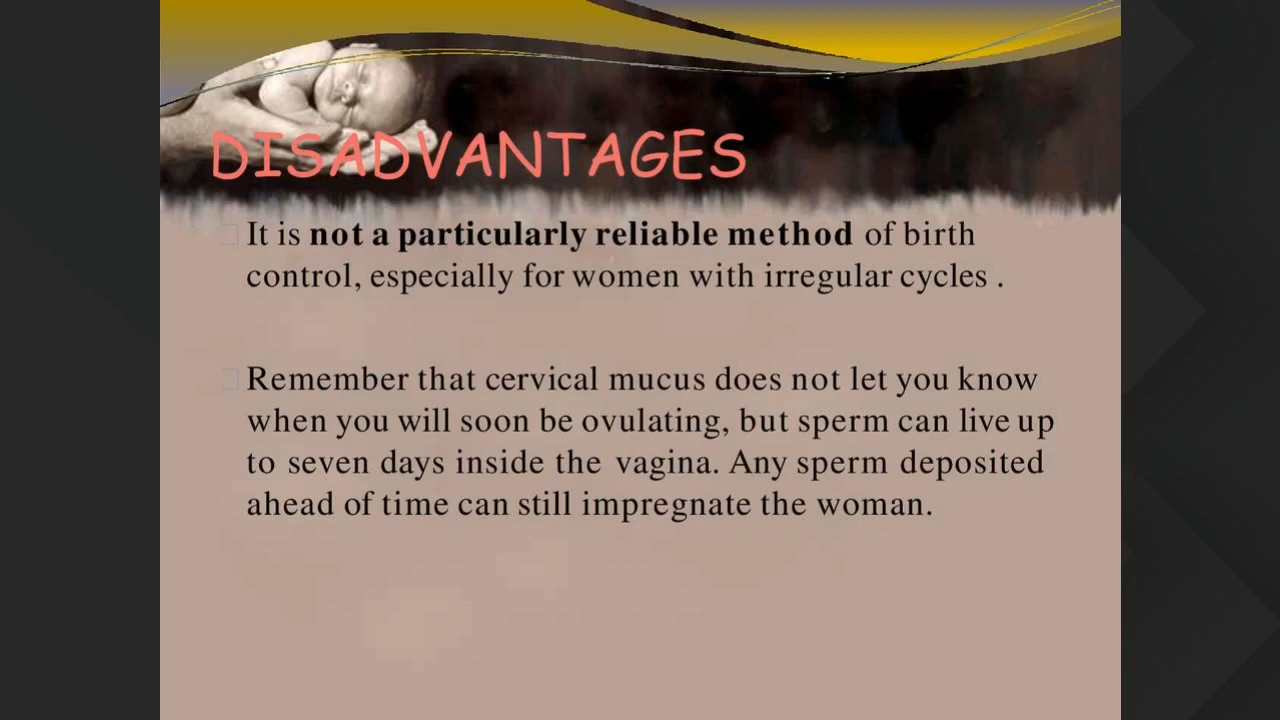 DISADVANTAGES
It is not a particularly reliable method of birth
control, especially for women with irregular cycles .
Remember that cervical mucus does not let you know
when you will soon be ovulating, but sperm can live up
to seven days inside the vagina. Any sperm deposited
ahead of time can still impregnate the woman.